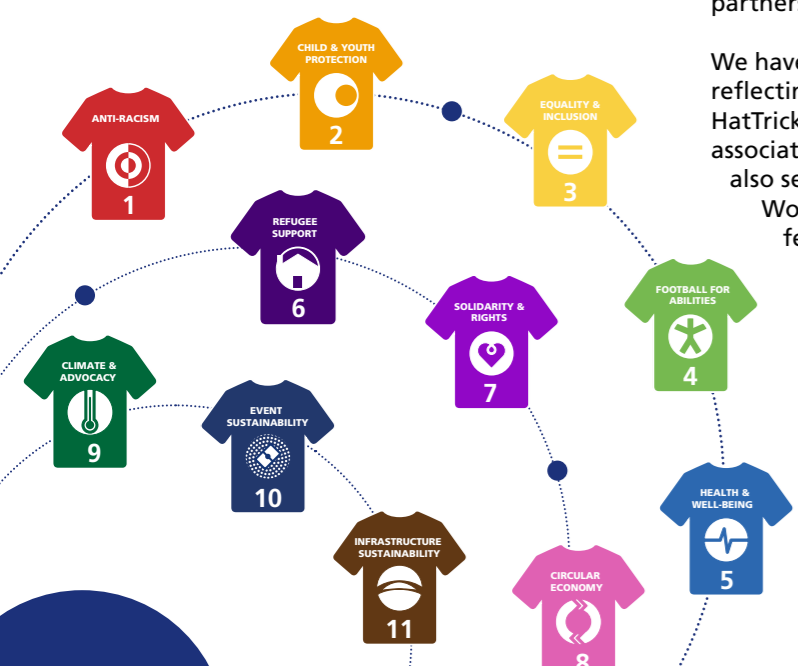 partners
We have
reflectin
HatTrick
associat
also se
Wo
fe
ANTI-RACISM
1
CHILD & YOUTH
PROTECTION
2
EQUALITY &
INCLUSION
3
FOOTBALL FOR
ABILITIES
4
HEALTH &
WELL-BEING
5
REFUGEE
SUPPORT
6
SOLIDARITY &
RIGHTS
7
CIRCULAR
ECONOMY
8
CLIMATE &
ADVOCACY
9
EVENT
SUSTAINABILITY
10
INFRASTRUCTURE
SUSTAINABILITY
11